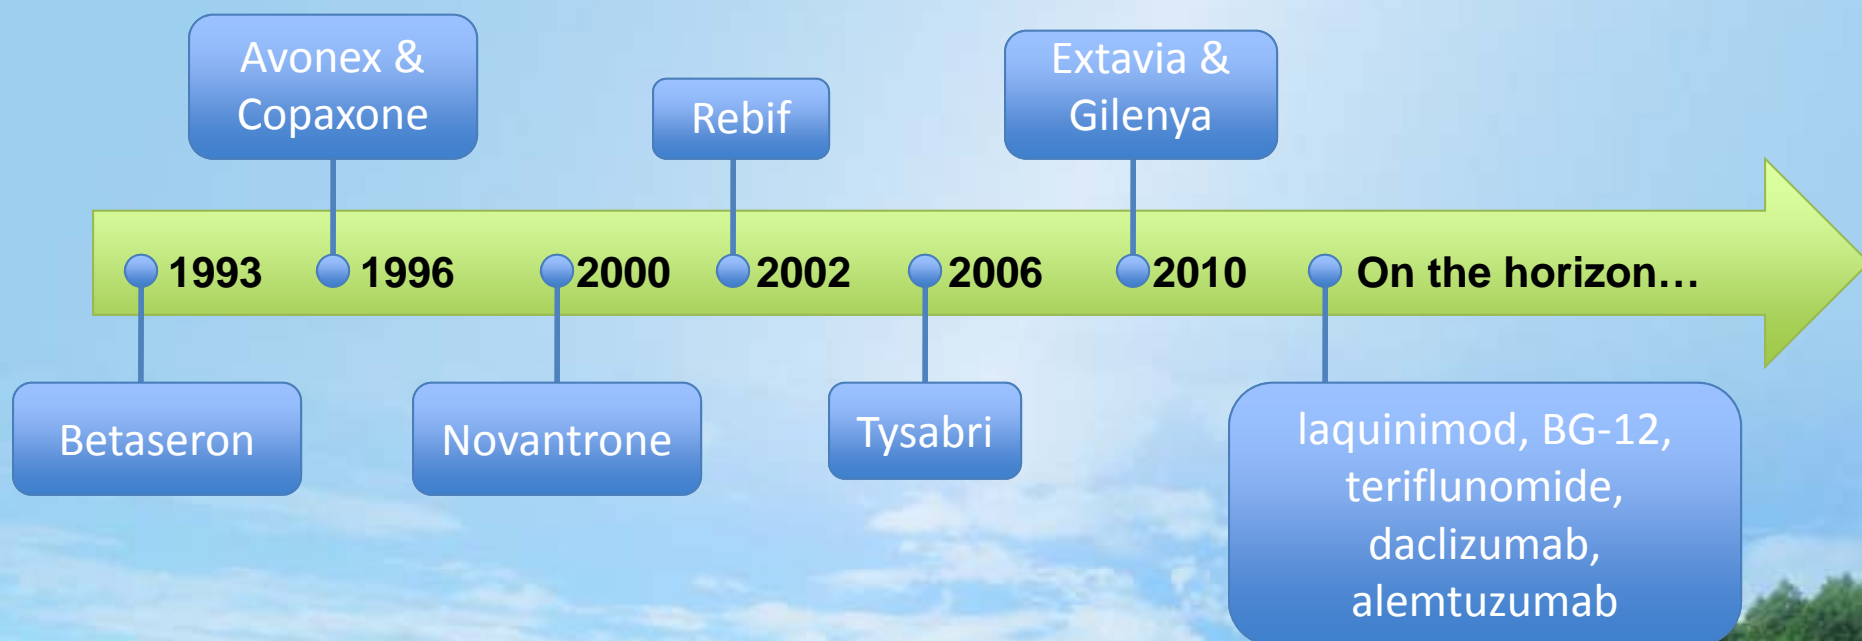 Avonex &
Copaxone
Rebif
Extavia &
Gilenya
1993
1996
2000
2002
2006
2010
On the horizon…
Betaseron
Novantrone
Tysabri
laquinimod, BG-12,
teriflunomide,
daclizumab,
alemtuzumab